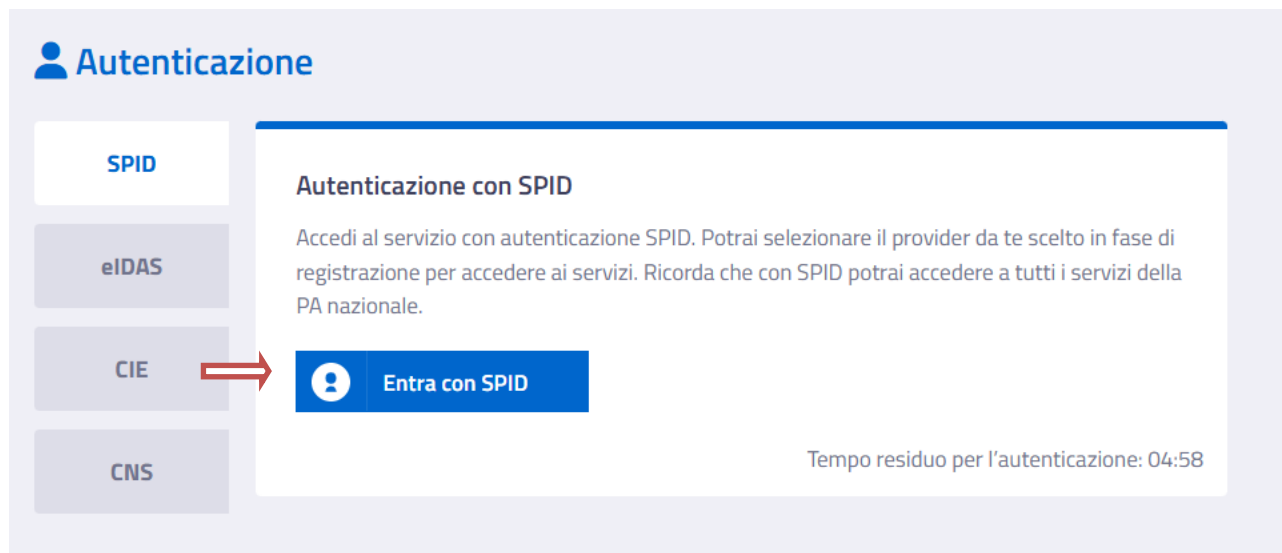 Autenticazione
SPID
eIDAS
CIE
CNS
Autenticazione con SPID
Accedi al servizio con autenticazione SPID. Potrai selezionare il provider da te scelto in fase di
registrazione per accedere ai servizi. Ricorda che con SPID potrai accedere a tutti i servizi della
PA nazionale.
Entra con SPID
Tempo residuo per l'autenticazione: 04:58